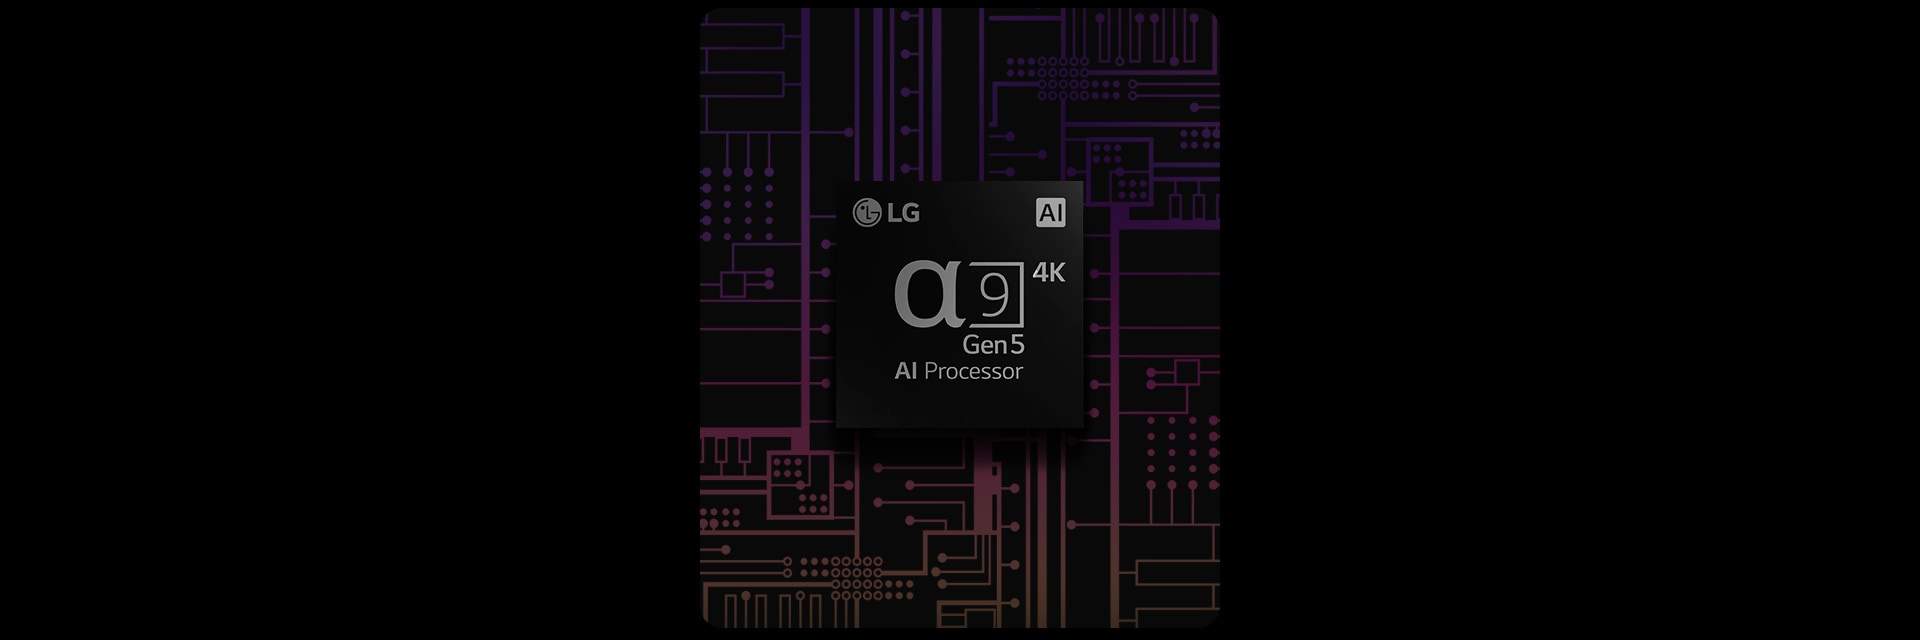 LG AI
α9 4K
Gen5
AI Processor